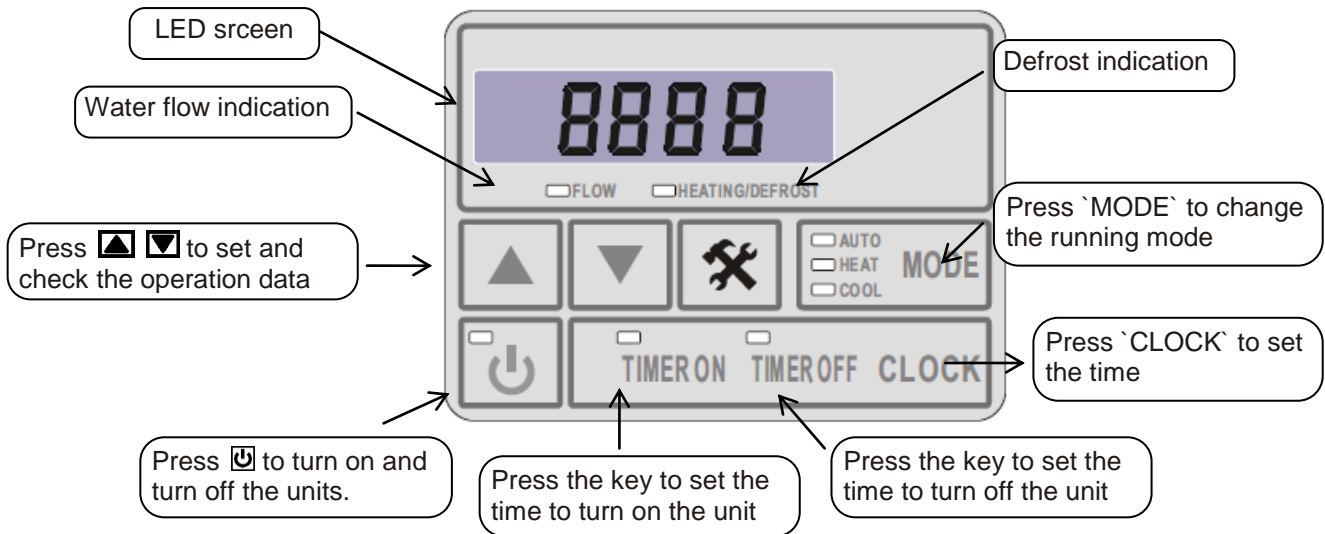 LED srceen
Water flow indication
Defrost indication
8888
FLOW HEATING/DEFROST
Press ▲ ▼ to set and
check the operation data
AUTO
HEAT
COOL
MODE
Press `MODE` to change
the running mode
TIMER ON TIMER OFF CLOCK
Press `CLOCK` to set
the time
Press ⏻ to turn on and
turn off the units.
Press the key to set the
time to turn on the unit
Press the key to set the
time to turn off the unit